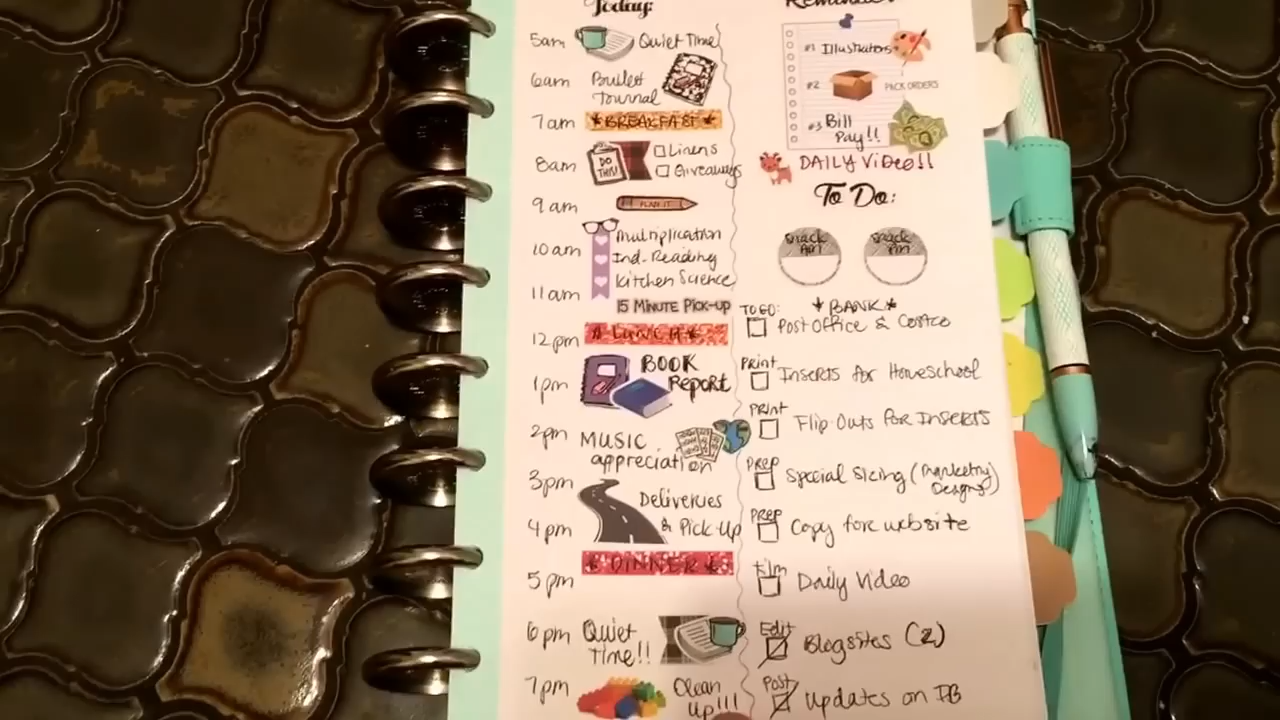 Today:
5am Quiet Time
6am Bullet
Journal
7am *BREAKFAST*
8am DO THIS! Linens
Giveaways
9am PLAN IT
10am Multiplication
Ind. Reading
Kitchen Science
11am
15 MINUTE PICK-UP
12pm *LUNCH*
1pm BOOK
Report
2pm MUSIC
appreciation
3pm Deliveries
4pm & Pick Up
*DINNER*
5pm
6pm Quiet
Time!!
7pm Clean
Up!!!
Reminder
#1 Illustrators
#2 PACK ORDERS
#3 Bill
Pay!!
DAILY VIDEO!!
To Do:
Snack AM Snack PM
TO GO: *BANK*
Post Office & Costco
Print
Inserts for Homeschool
Print
Flip Outs for Inserts
PREP
Special Sizing (Marketing
Designs)
PREP
Copy for website
Film
Daily Video
Edit
Blogsites (2)
Post
Updates on FB